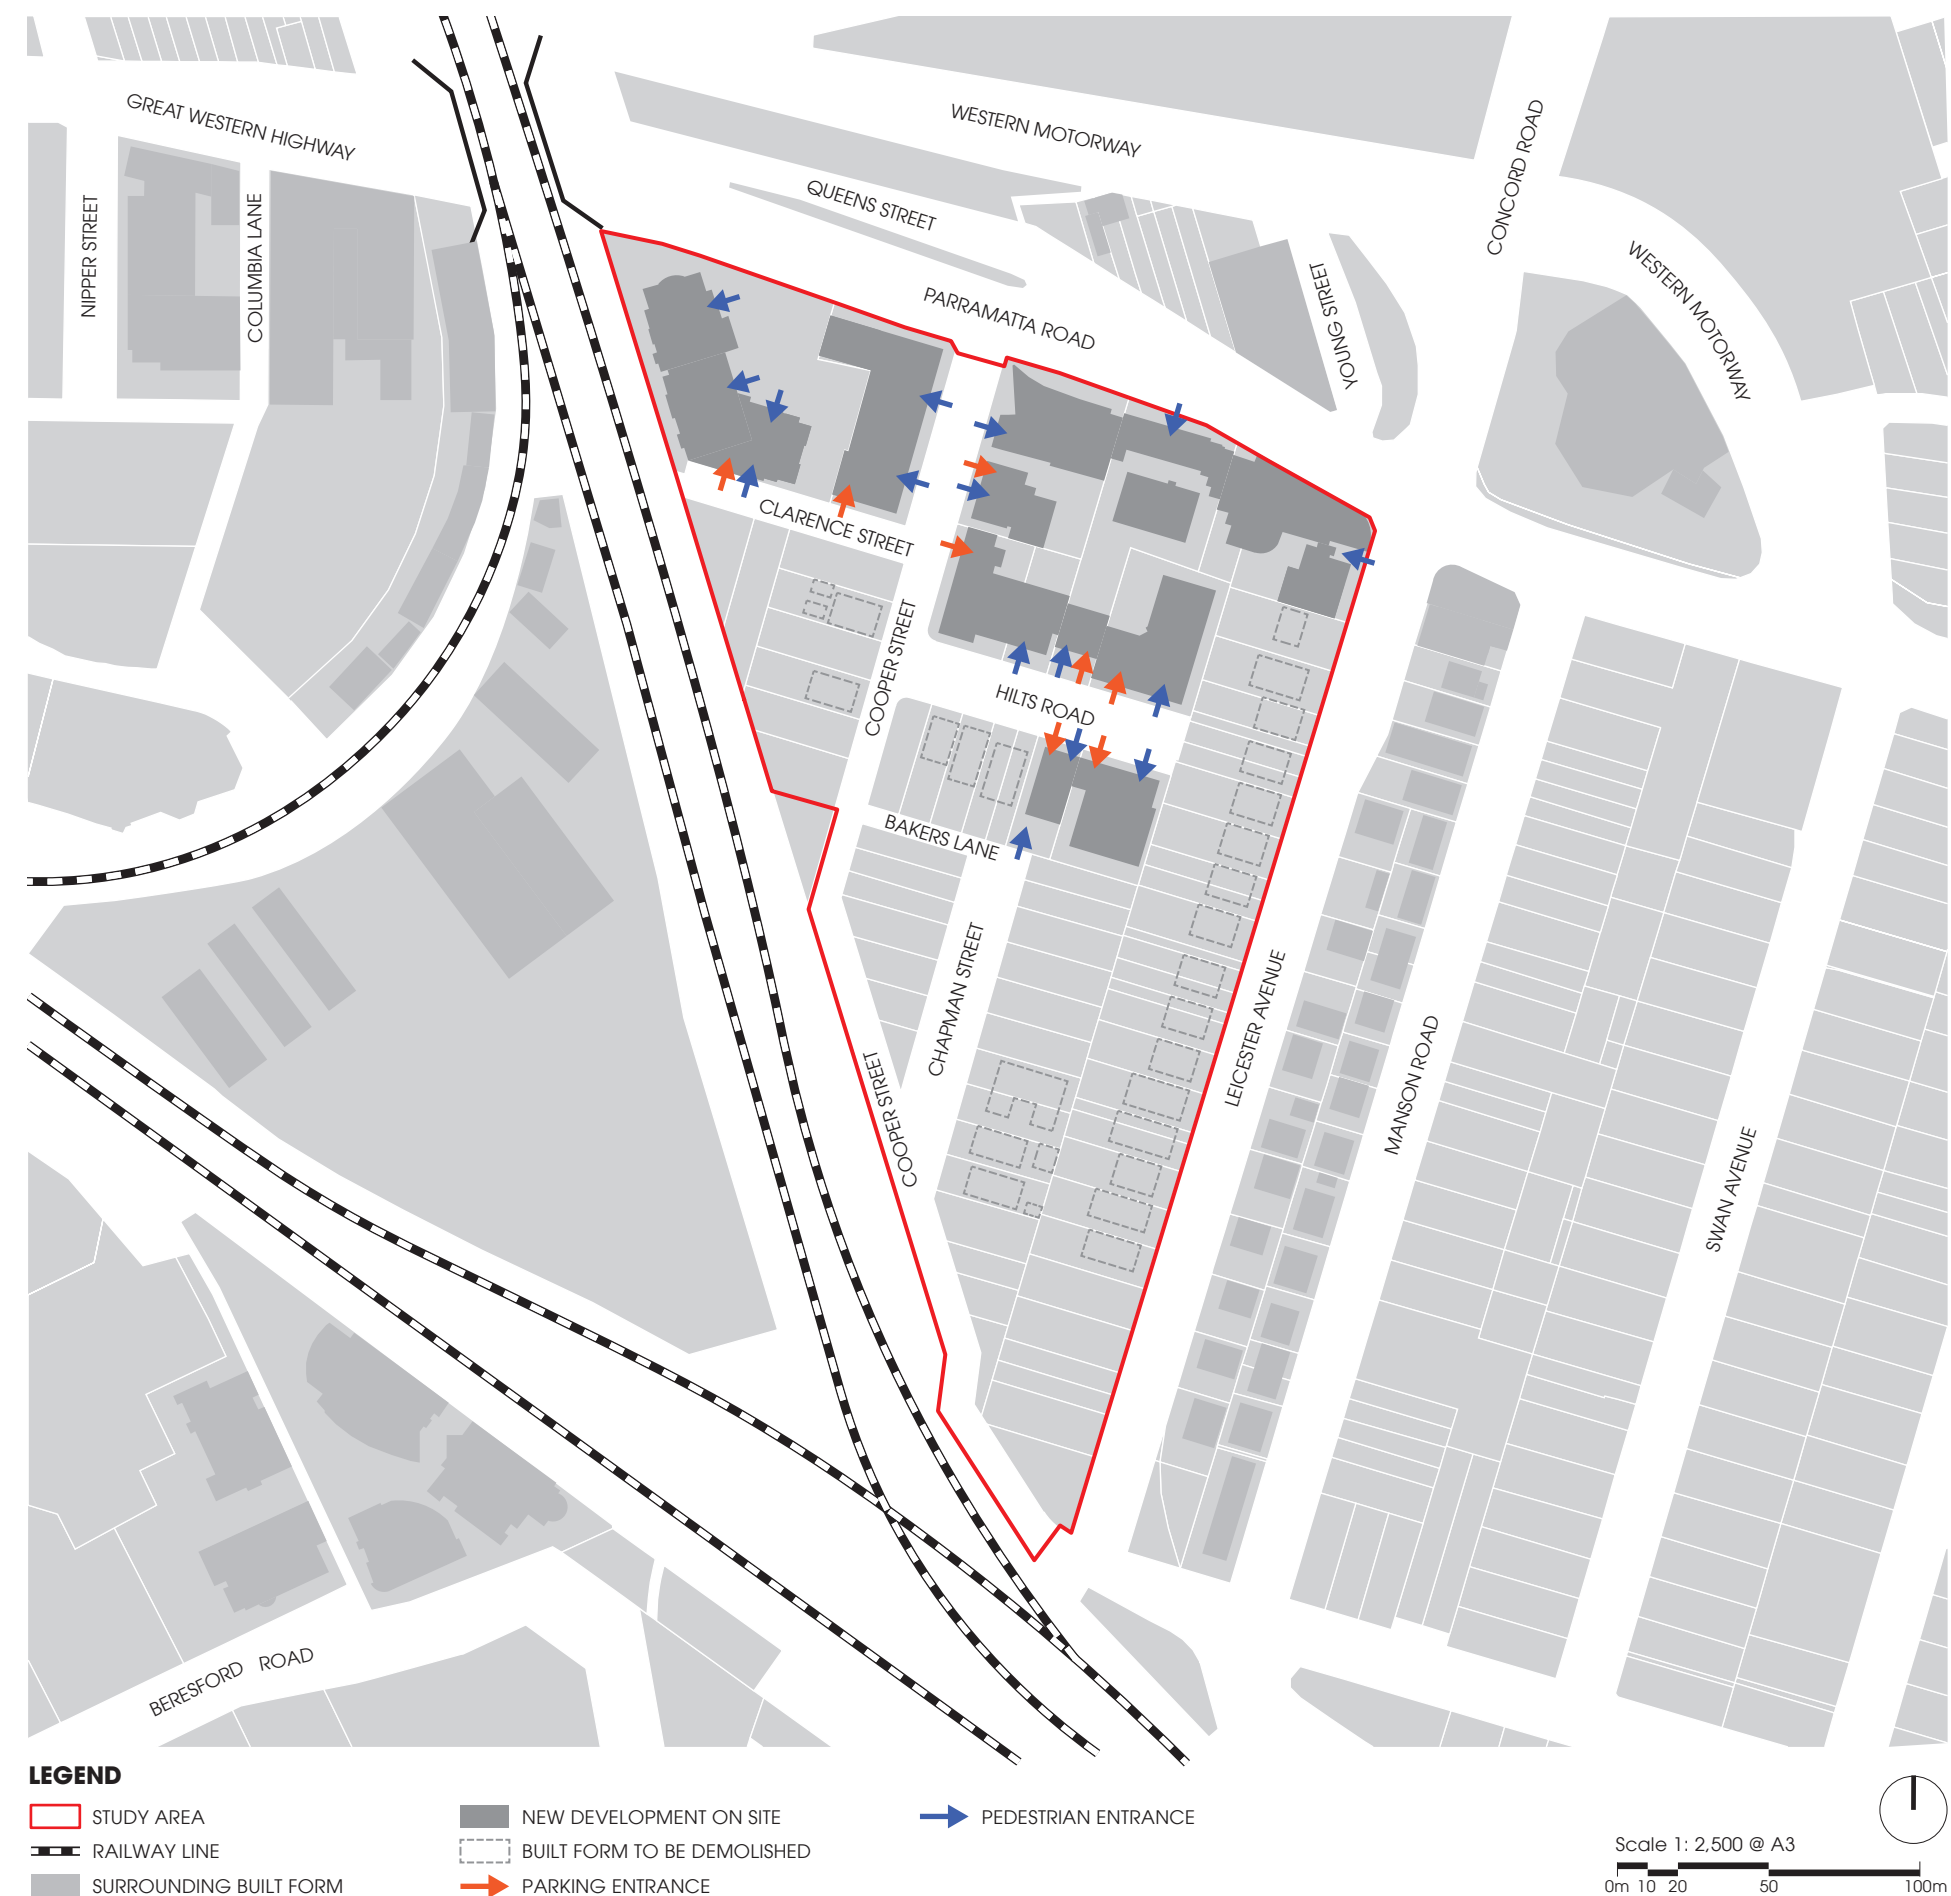 GREAT WESTERN HIGHWAY
WESTERN MOTORWAY
CONCORD ROAD
QUEENS STREET
NIPPER STREET
COLUMBIA LANE
WESTERN MOTORWAY
YOUNG STREET
PARRAMATTA ROAD
CLARENCE STREET
COOPER STREET
HILTS ROAD
BAKERS LANE
CHAPMAN STREET
LEICESTER AVENUE
MANSON ROAD
COOPER STREET
SWAN AVENUE
BERESFORD ROAD
LEGEND
STUDY AREA
RAILWAY LINE
SURROUNDING BUILT FORM
NEW DEVELOPMENT ON SITE
BUILT FORM TO BE DEMOLISHED
PARKING ENTRANCE
PEDESTRIAN ENTRANCE
Scale 1: 2,500 @ A3
0m 10 20 50 100m